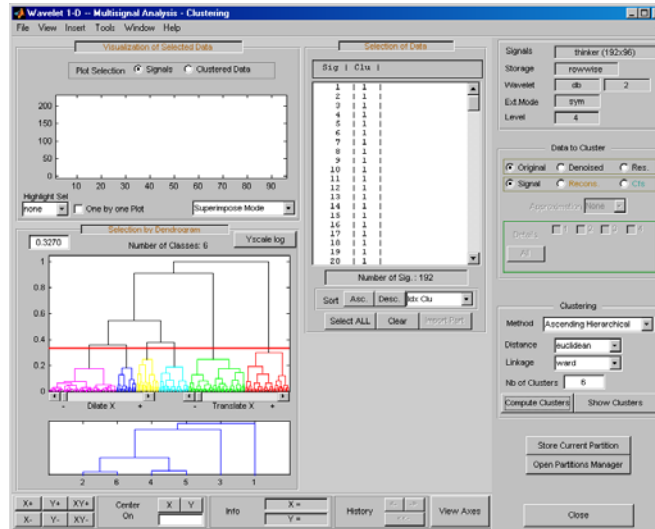 Wavelet 1-D -- Multisignal Analysis - Clustering
File View Insert Tools Window Help
Visualization of Selected Data
Plot Selection Signals Clustered Data
200
150
100
50
0
10 20 30 40 50 60 70 80 90
Highlight Sel
none One by one Plot Superimpose Mode
Selection by Dendrogram
0.3270 Number of Classes: 6 Yscale log
1
0.8
0.6
0.4
0.2
0
- Dilate X + - Translate X +
2 6 4 5 3 1
Selection of Data
Sig | Clu |
1 | 1 |
2 | 1 |
3 | 1 |
4 | 1 |
5 | 1 |
6 | 1 |
7 | 1 |
8 | 1 |
9 | 1 |
10 | 1 |
11 | 1 |
12 | 1 |
13 | 1 |
14 | 1 |
15 | 1 |
16 | 1 |
17 | 1 |
18 | 1 |
19 | 1 |
20 | 1 |
Number of Sig. : 192
Sort Asc. Desc. Idx Clu
Select ALL Clear Import Part
Signals thinker (192x96)
Storage rowwise
Wavelet db 2
Ext.Mode sym
Level 4
Data to Cluster
Original Denoised Res.
Signal Recons. Cfs
Approximation None
Details 1 2 3 4
All
Clustering
Method Ascending Hierarchical
Distance euclidean
Linkage ward
Nb of Clusters 6
Compute Clusters Show Clusters
Store Current Partition
Open Partitions Manager
Close
X+ Y+ XY+
X- Y- XY-
Center On X Y
Info X =
Y =
History <- ->
<<-
View Axes